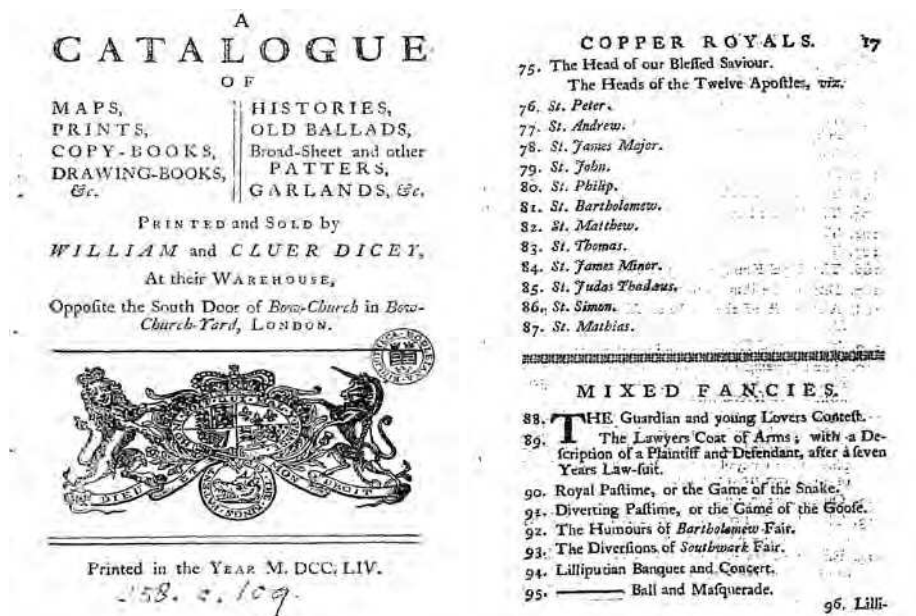 A
CATALOGUE
OF
MAPS,
PRINTS,
COPY-BOOKS,
DRAWING-BOOKS,
&c.
HISTORIES,
OLD BALLADS,
Broad-Sheet and other
PATTERS,
GARLANDS, &c.
PRINTED and SOLD by
WILLIAM and CLUER DICEY,
At their WAREHOUSE,
Oppoſite the South Door of Bow-Church in Bow-
Church-Yard, LONDON.
DIEU ET MON DROIT
Printed in the YEAR M. DCC. LIV.
COPPER ROYALS. 17
75. The Head of our Bleſſed Saviour.
The Heads of the Twelve Apoſtles, viz.
76. St. Peter.
77. St. Andrew.
78. St. James Major.
79. St. John.
80. St. Philip.
81. St. Bartholomew.
82. St. Matthew.
83. St. Thomas.
84. St. James Minor.
85. St. Judas Thadæus.
86. St. Simon.
87. St. Mathias.
MIXED FANCIES.
88. THE Guardian and young Lovers Conteſt.
89. The Lawyers Coat of Arms; with a De-
ſcription of a Plaintiff and Defendant, after a ſeven
Years Law-ſuit.
90. Royal Paſtime, or the Game of the Snake.
91. Diverting Paſtime, or the Game of the Gooſe.
92. The Humours of Bartholomew Fair.
93. The Diverſions of Southwark Fair.
94. Lilliputian Banquet and Concert.
95. ——— Ball and Maſquerade.
96. Lilli-